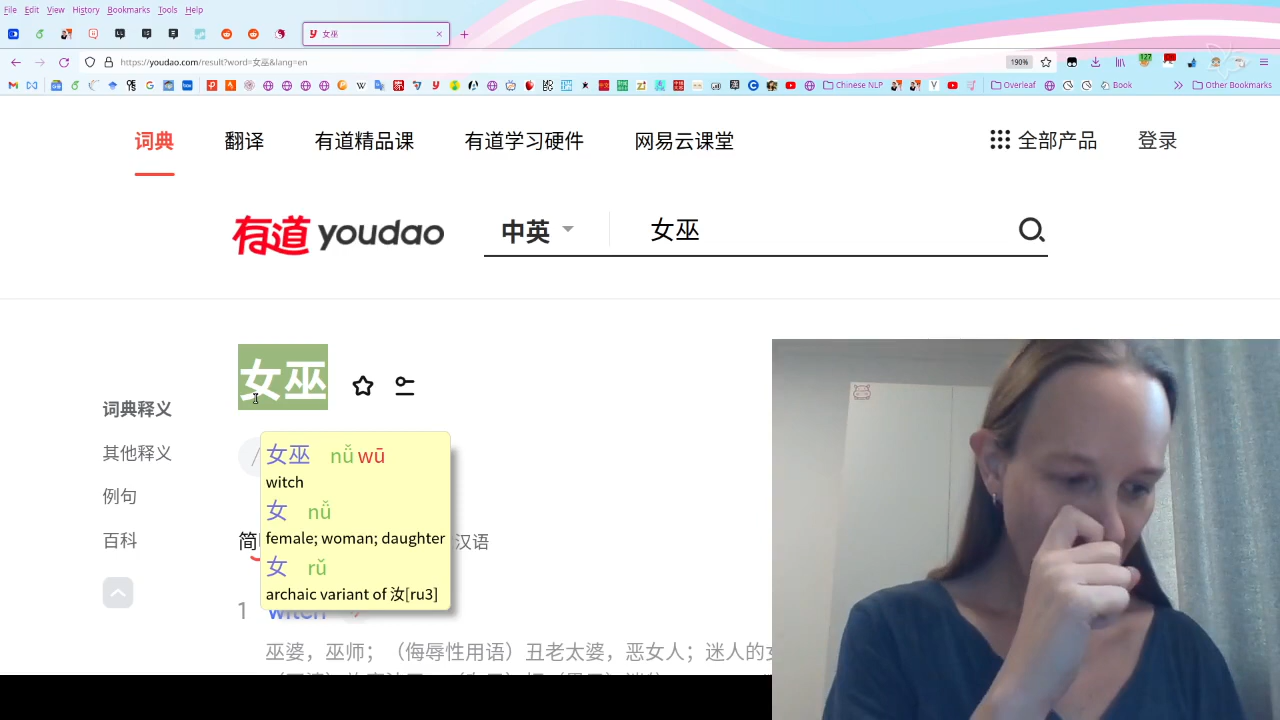 File Edit View History Bookmarks Tools Help
女巫
https://youdao.com/result?word=女巫&lang=en
190%
127
Chinese NLP
Overleaf
Book
Other Bookmarks
词典 翻译 有道精品课 有道学习硬件 网易云课堂 全部产品 登录
有道 youdao 中英 女巫
女巫
词典释义
其他释义
例句
百科
女巫 nǚ wū
witch
女 nǚ
female; woman; daughter
女 rǔ
archaic variant of 汝[ru3]
简
汉语
1 witch
巫婆，巫师；（侮辱性用语）丑老太婆，恶女人；迷人的